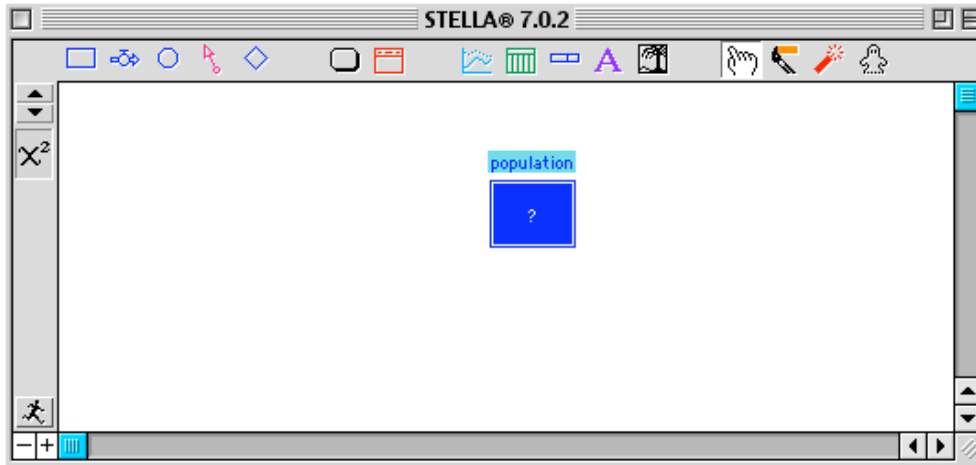 STELLA® 7.0.2
A
X²
population
?
- +